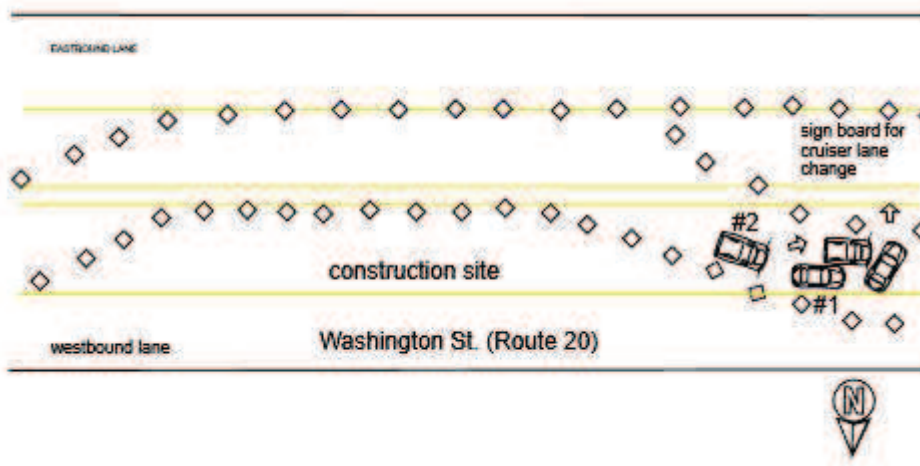 EASTBOUND LANE
sign board for
cruiser lane
change
#2
construction site
#1
westbound lane
Washington St. (Route 20)
N